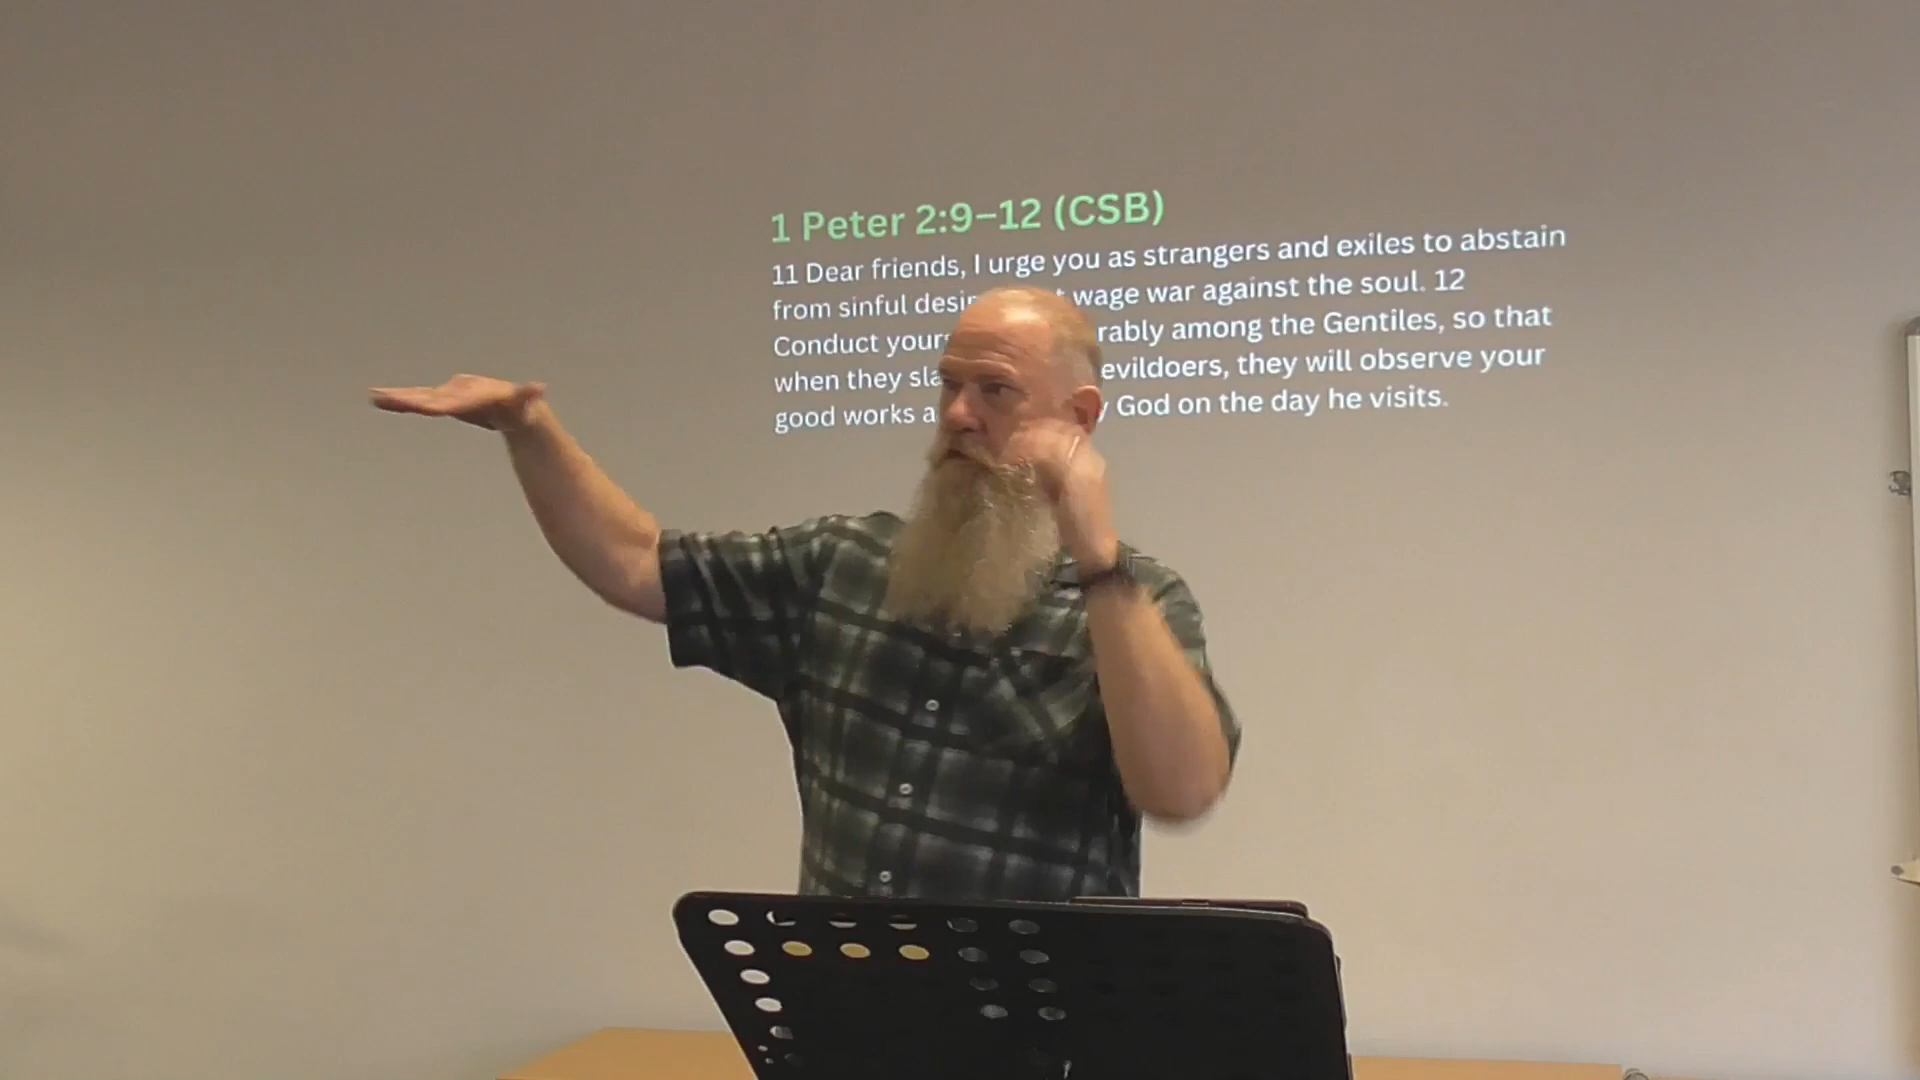 1 Peter 2:9–12 (CSB)
11 Dear friends, I urge you as strangers and exiles to abstain
from sinful wage war against the soul. 12
Conduct among the Gentiles, so that
when they evildoers, they will observe your
good works God on the day he visits.